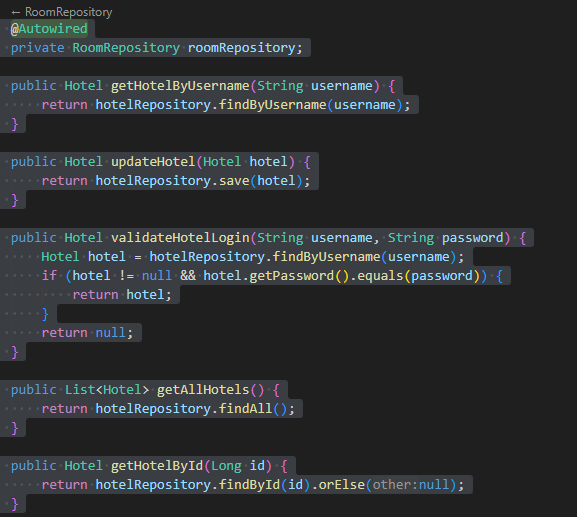 ← RoomRepository
@Autowired
private RoomRepository roomRepository;
public Hotel getHotelByUsername(String username) {
return hotelRepository.findByUsername(username);
}
public Hotel updateHotel(Hotel hotel) {
return hotelRepository.save(hotel);
}
public Hotel validateHotelLogin(String username, String password) {
Hotel hotel = hotelRepository.findByUsername(username);
if (hotel != null && hotel.getPassword().equals(password)) {
return hotel;
}
return null;
}
public List<Hotel> getAllHotels() {
return hotelRepository.findAll();
}
public Hotel getHotelById(Long id) {
return hotelRepository.findById(id).orElse(other:null);
}